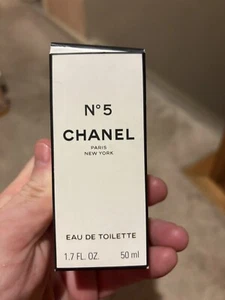 N°5
CHANEL
PARIS
NEW YORK
EAU DE TOILETTE
1.7 FL. OZ. 50 ml